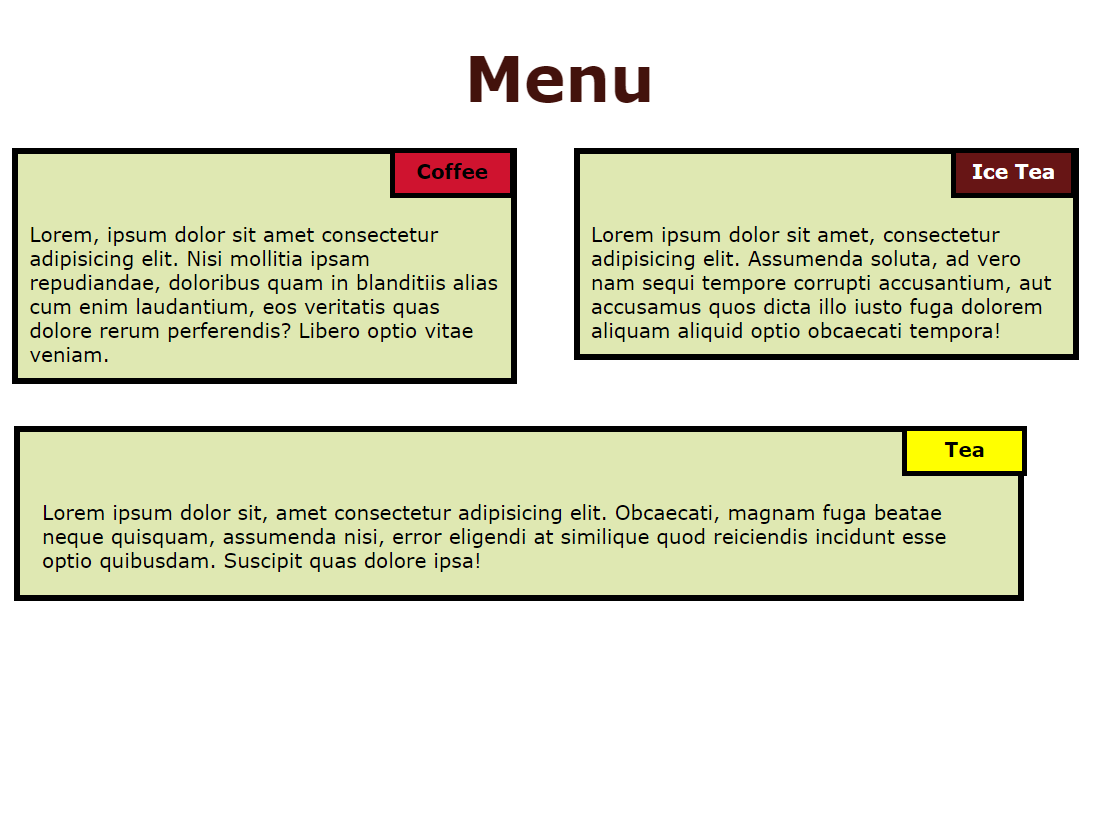 Menu
Coffee
Lorem, ipsum dolor sit amet consectetur
adipisicing elit. Nisi mollitia ipsam
repudiandae, doloribus quam in blanditiis alias
cum enim laudantium, eos veritatis quas
dolore rerum perferendis? Libero optio vitae
veniam.
Ice Tea
Lorem ipsum dolor sit amet, consectetur
adipisicing elit. Assumenda soluta, ad vero
nam sequi tempore corrupti accusantium, aut
accusamus quos dicta illo iusto fuga dolorem
aliquam aliquid optio obcaecati tempora!
Tea
Lorem ipsum dolor sit, amet consectetur adipisicing elit. Obcaecati, magnam fuga beatae
neque quisquam, assumenda nisi, error eligendi at similique quod reiciendis incidunt esse
optio quibusdam. Suscipit quas dolore ipsa!